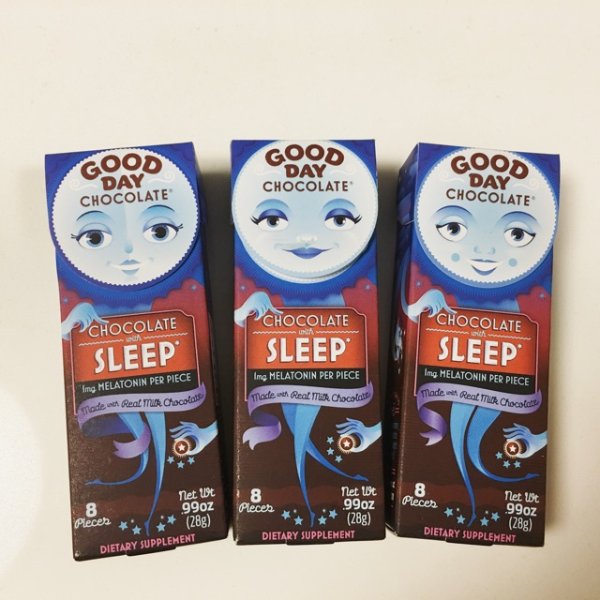 GOOD
DAY
CHOCOLATE®
CHOCOLATE
with
SLEEP*
1mg MELATONIN PER PIECE
Made with Real Milk Chocolate
8
Pieces
Net Wt
.99oz
(28g)
DIETARY SUPPLEMENT
GOOD
DAY
CHOCOLATE®
CHOCOLATE
with
SLEEP*
1mg MELATONIN PER PIECE
Made with Real Milk Chocolate
8
Pieces
Net Wt
.99oz
(28g)
DIETARY SUPPLEMENT
GOOD
DAY
CHOCOLATE®
CHOCOLATE
with
SLEEP*
1mg MELATONIN PER PIECE
Made with Real Milk Chocolate
8
Pieces
Net Wt
.99oz
(28g)
DIETARY SUPPLEMENT